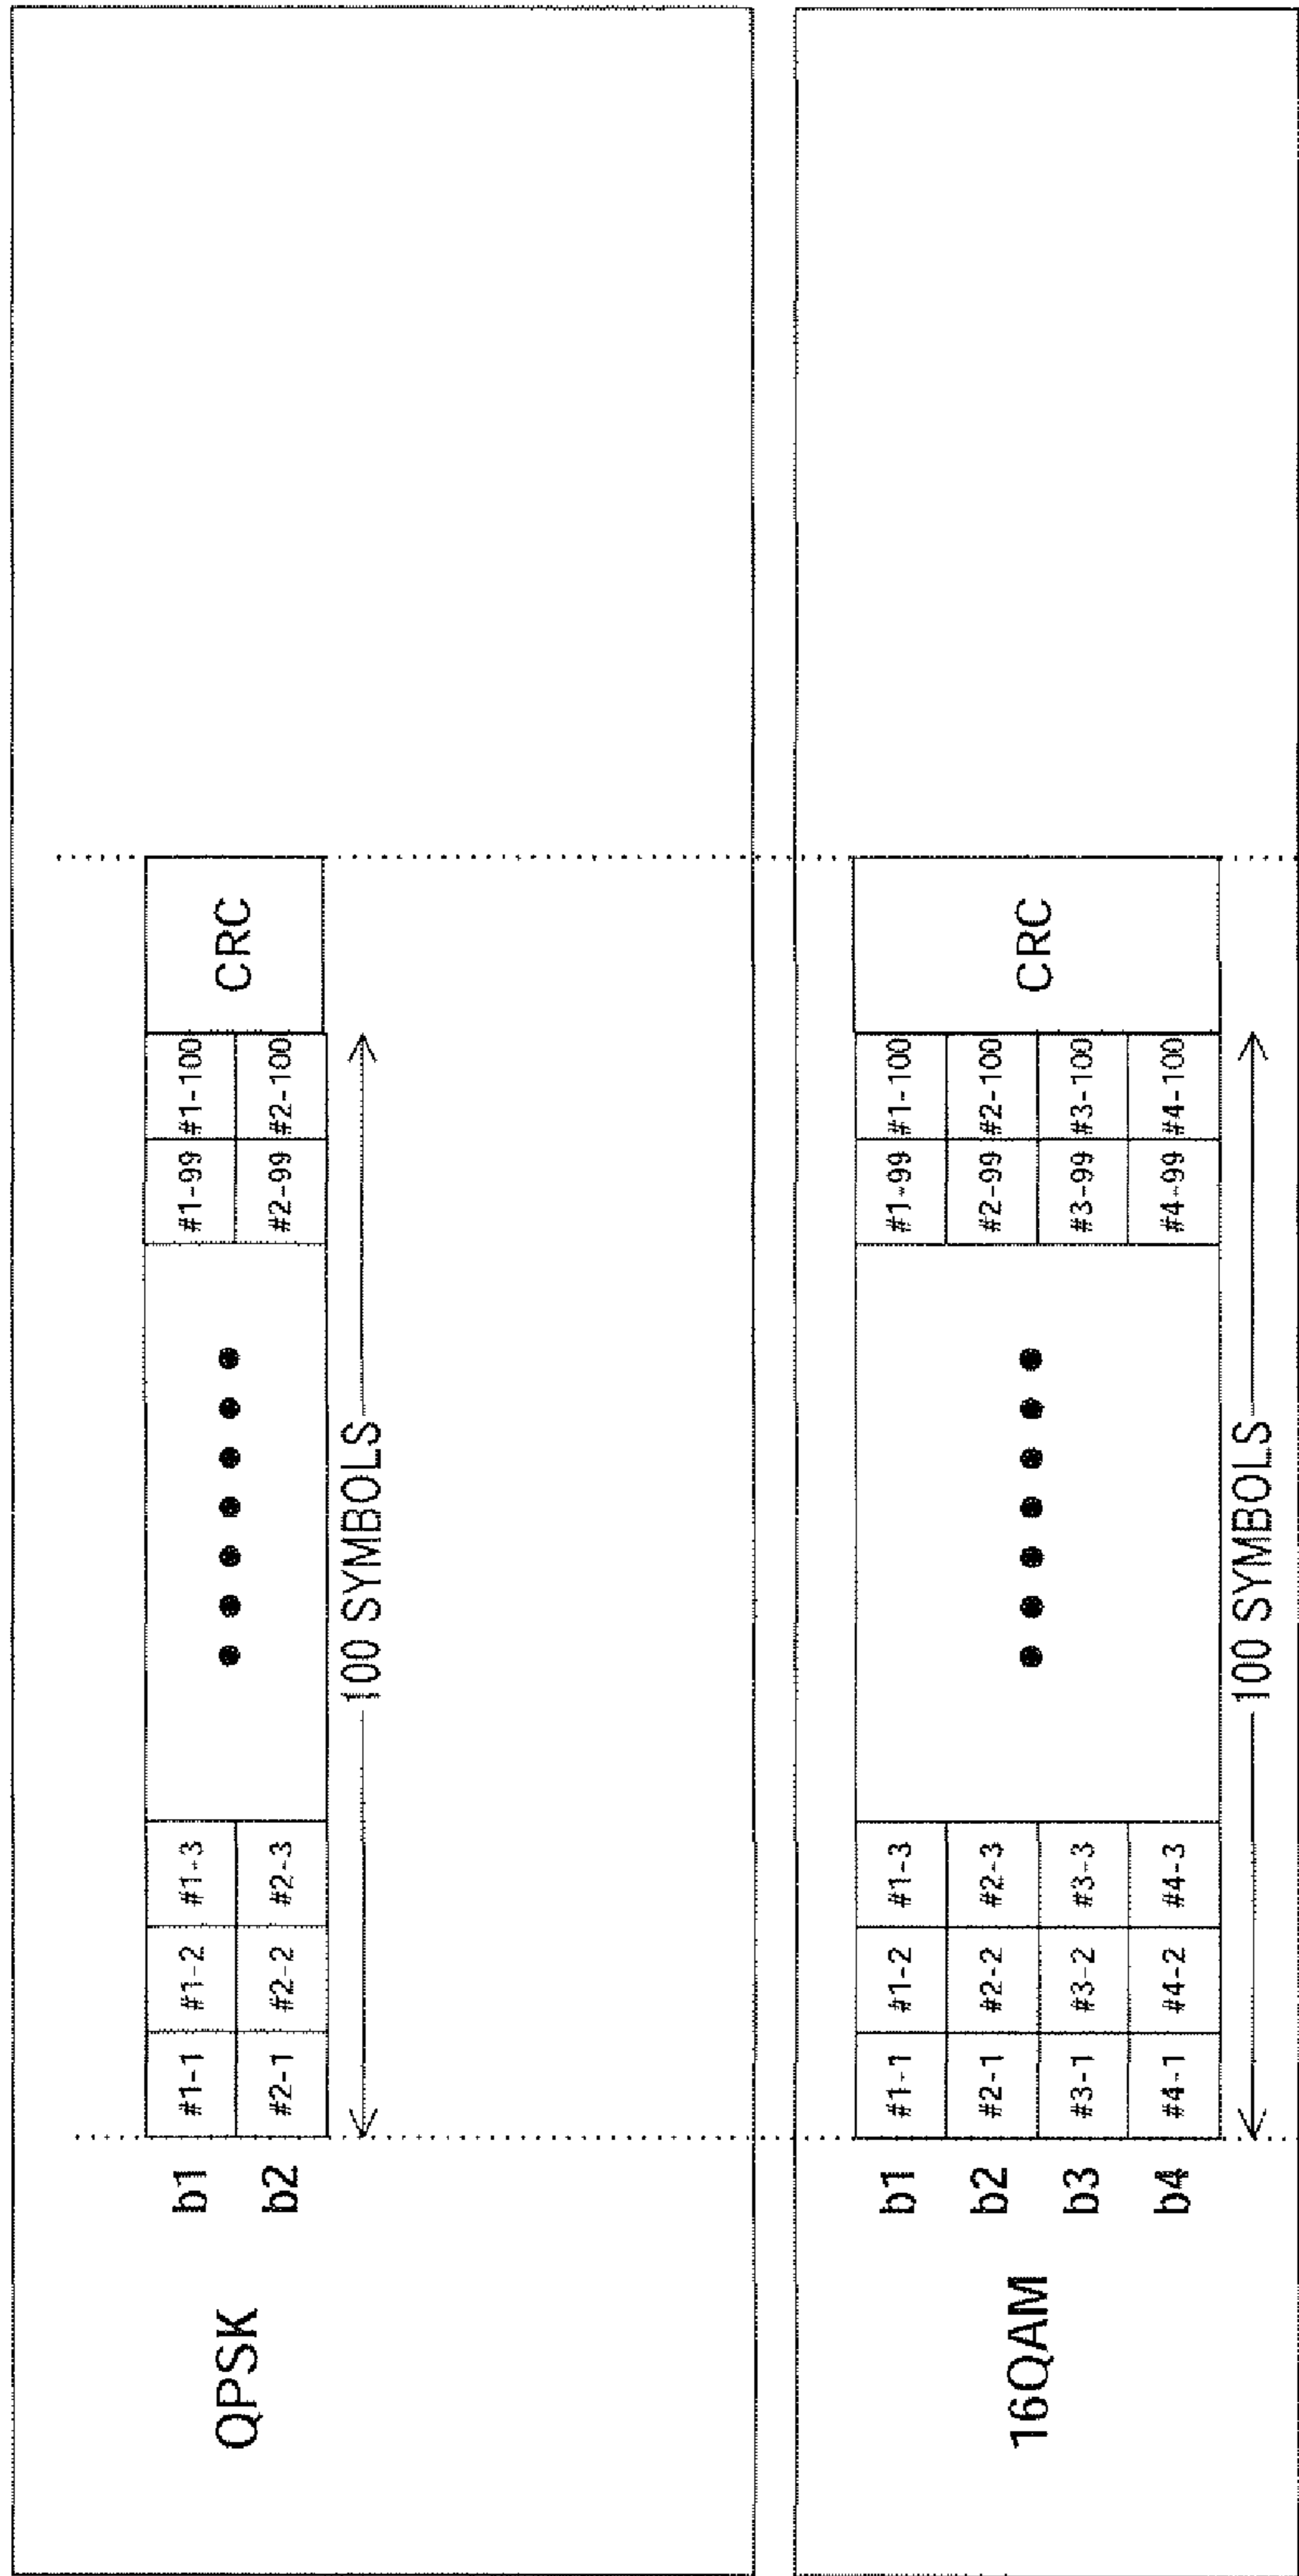 QPSK
b1 #1-1 #1-2 #1-3 #1-99 #1-100 CRC
b2 #2-1 #2-2 #2-3 #2-99 #2-100
100 SYMBOLS
16QAM
b1 #1-1 #1-2 #1-3 #1-99 #1-100 CRC
b2 #2-1 #2-2 #2-3 #2-99 #2-100
b3 #3-1 #3-2 #3-3 #3-99 #3-100
b4 #4-1 #4-2 #4-3 #4-99 #4-100
100 SYMBOLS